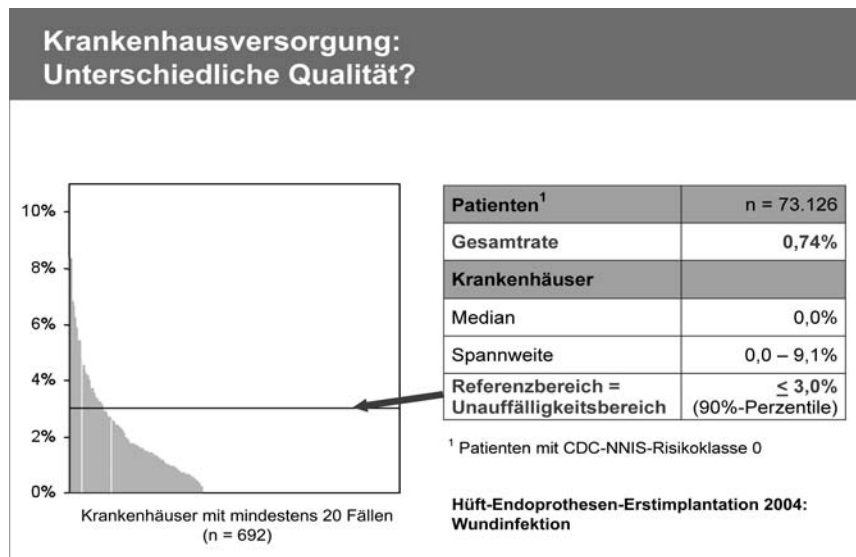 Krankenhausversorgung:
Unterschiedliche Qualität?
10%
8%
6%
4%
2%
0%
Krankenhäuser mit mindestens 20 Fällen
(n = 692)
Patienten¹ n = 73.126
Gesamtrate 0,74%
Krankenhäuser
Median 0,0%
Spannweite 0,0 – 9,1%
Referenzbereich = ≤ 3,0%
Unauffälligkeitsbereich (90%-Perzentile)
¹ Patienten mit CDC-NNIS-Risikoklasse 0
Hüft-Endoprothesen-Erstimplantation 2004:
Wundinfektion